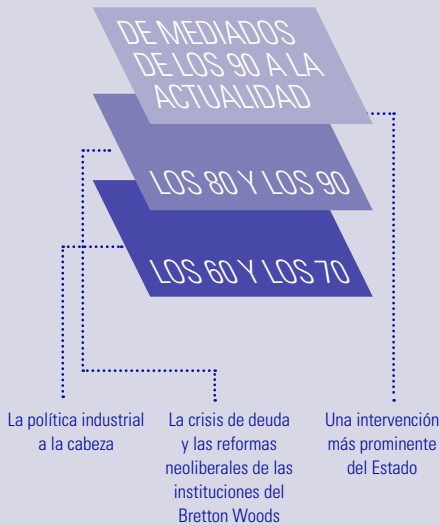 DE MEDIADOS
DE LOS 90 A LA
ACTUALIDAD
LOS 80 Y LOS 90
LOS 60 Y LOS 70
La política industrial
a la cabeza
La crisis de deuda
y las reformas
neoliberales de las
instituciones del
Bretton Woods
Una intervención
más prominente
del Estado